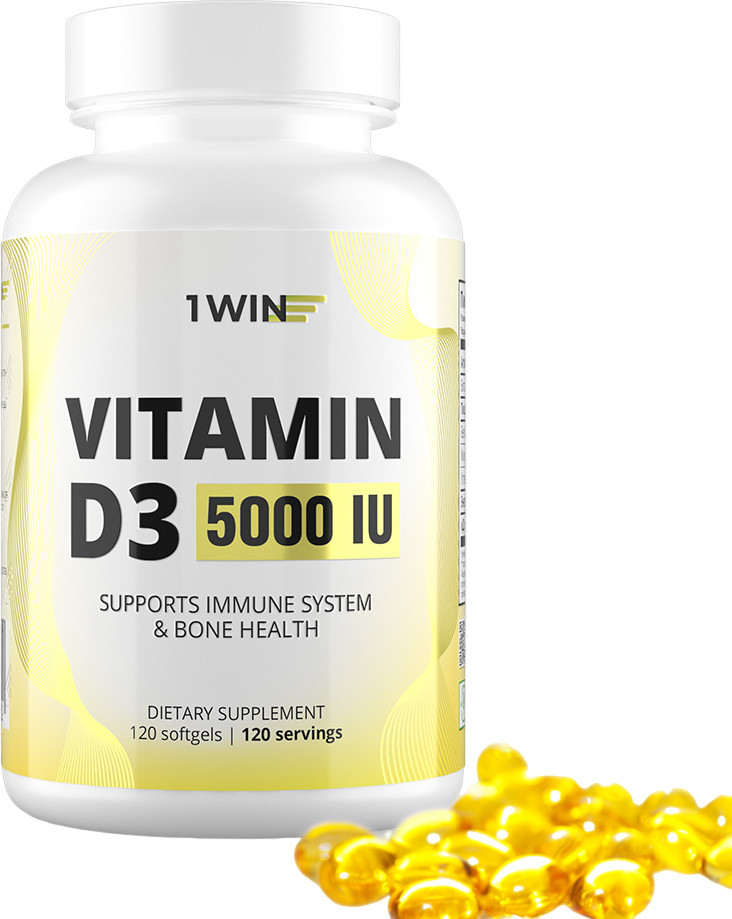 1WIN
VITAMIN
D3 5000 IU
SUPPORTS IMMUNE SYSTEM
& BONE HEALTH
DIETARY SUPPLEMENT
120 softgels | 120 servings